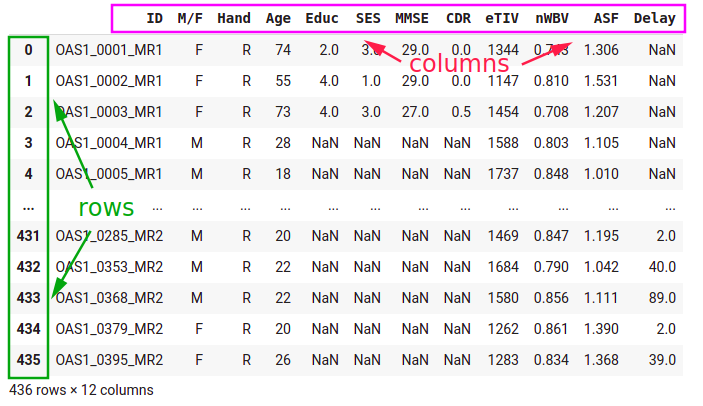 ID M/F Hand Age Educ SES MMSE CDR eTIV nWBV ASF Delay
0 OAS1_0001_MR1 F R 74 2.0 29.0 0.0 1344 1.306 NaN
columns
1 OAS1_0002_MR1 F R 55 4.0 1.0 29.0 0.0 1147 0.810 1.531 NaN
2 OAS1_0003_MR1 F R 73 4.0 3.0 27.0 0.5 1454 0.708 1.207 NaN
3 OAS1_0004_MR1 M R 28 NaN NaN NaN NaN 1588 0.803 1.105 NaN
4 OAS1_0005_MR1 M R 18 NaN NaN NaN NaN 1737 0.848 1.010 NaN
... rows ... ... ... ... ... ... ... ... ... ... ... ...
431 OAS1_0285_MR2 M R 20 NaN NaN NaN NaN 1469 0.847 1.195 2.0
432 OAS1_0353_MR2 M R 22 NaN NaN NaN NaN 1684 0.790 1.042 40.0
433 OAS1_0368_MR2 M R 22 NaN NaN NaN NaN 1580 0.856 1.111 89.0
434 OAS1_0379_MR2 F R 20 NaN NaN NaN NaN 1262 0.861 1.390 2.0
435 OAS1_0395_MR2 F R 26 NaN NaN NaN NaN 1283 0.834 1.368 39.0
436 rows × 12 columns